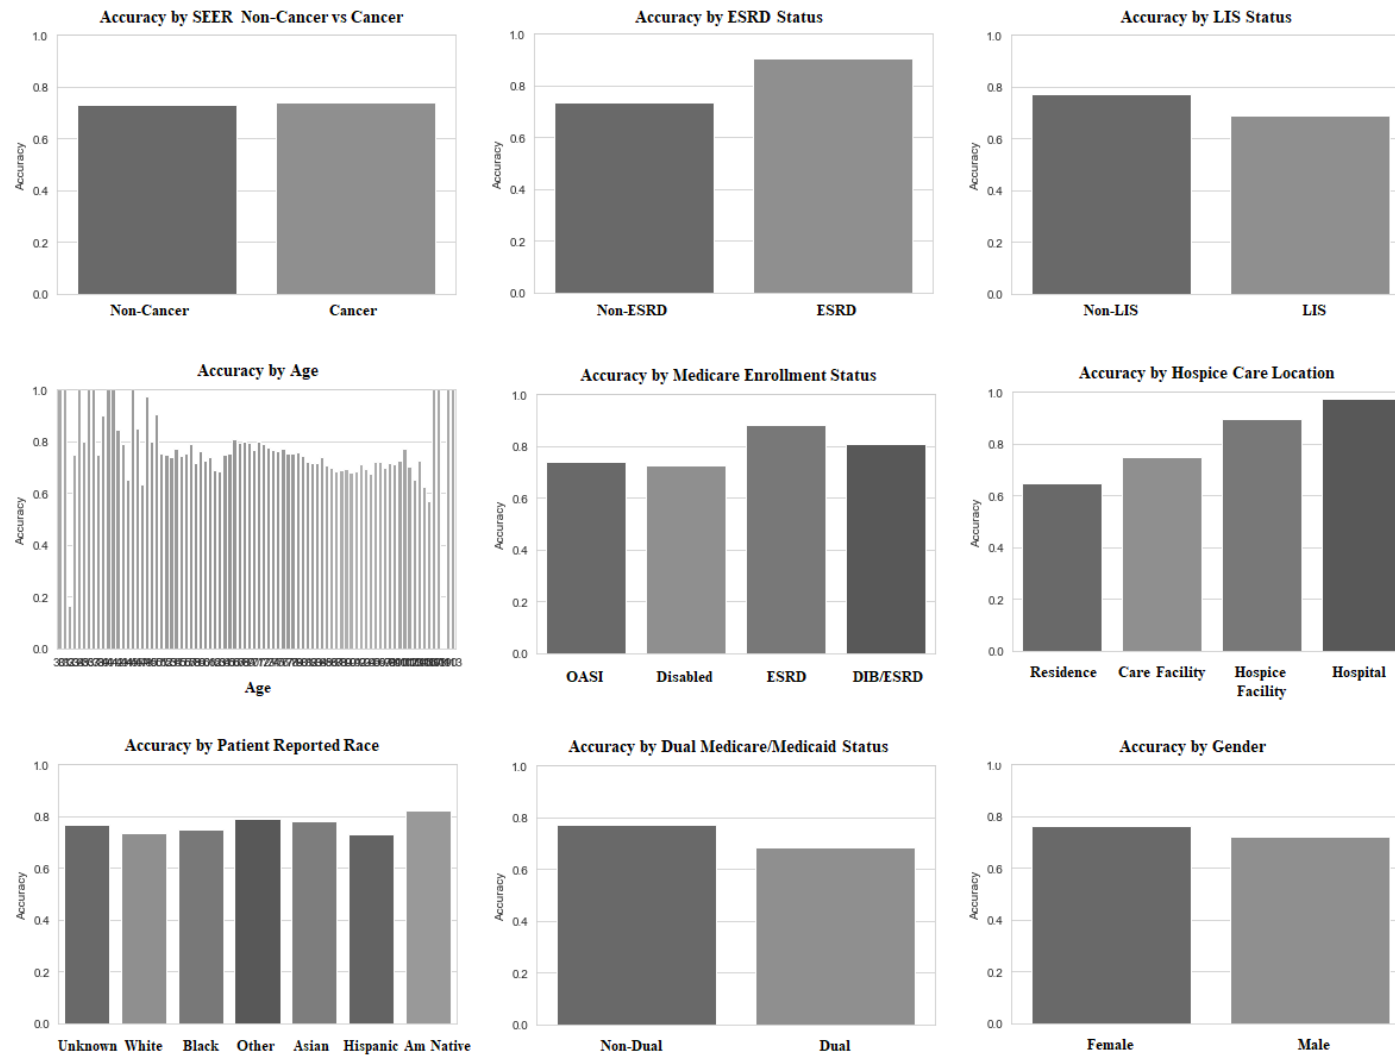 Accuracy by SEER Non-Cancer vs Cancer
1.0
0.8
0.6
0.4
0.2
0.0
Accuracy
Non-Cancer Cancer
Accuracy by ESRD Status
1.0
0.8
0.6
0.4
0.2
0.0
Accuracy
Non-ESRD ESRD
Accuracy by LIS Status
1.0
0.8
0.6
0.4
0.2
0.0
Accuracy
Non-LIS LIS
Accuracy by Age
1.0
0.8
0.6
0.4
0.2
0.0
Accuracy
Age
Accuracy by Medicare Enrollment Status
1.0
0.8
0.6
0.4
0.2
0.0
Accuracy
OASI Disabled ESRD DIB/ESRD
Accuracy by Hospice Care Location
1.0
0.8
0.6
0.4
0.2
0.0
Accuracy
Residence Care Facility Hospice Hospital
Facility
Accuracy by Patient Reported Race
1.0
0.8
0.6
0.4
0.2
0.0
Accuracy
Unknown White Black Other Asian Hispanic Am Native
Accuracy by Dual Medicare/Medicaid Status
1.0
0.8
0.6
0.4
0.2
0.0
Accuracy
Non-Dual Dual
Accuracy by Gender
1.0
0.8
0.6
0.4
0.2
0.0
Accuracy
Female Male